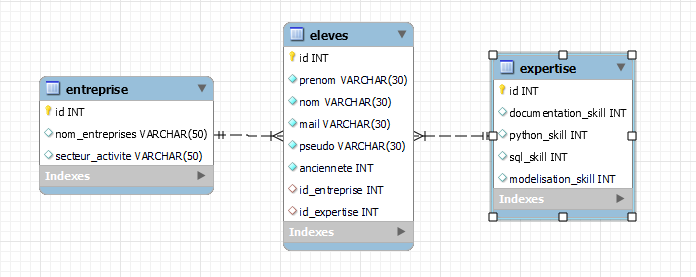 entreprise
id INT
nom_entreprises VARCHAR(50)
secteur_activite VARCHAR(50)
Indexes
eleves
id INT
prenom VARCHAR(30)
nom VARCHAR(30)
mail VARCHAR(30)
pseudo VARCHAR(30)
anciennete INT
id_entreprise INT
id_expertise INT
Indexes
expertise
id INT
documentation_skill INT
python_skill INT
sql_skill INT
modelisation_skill INT
Indexes